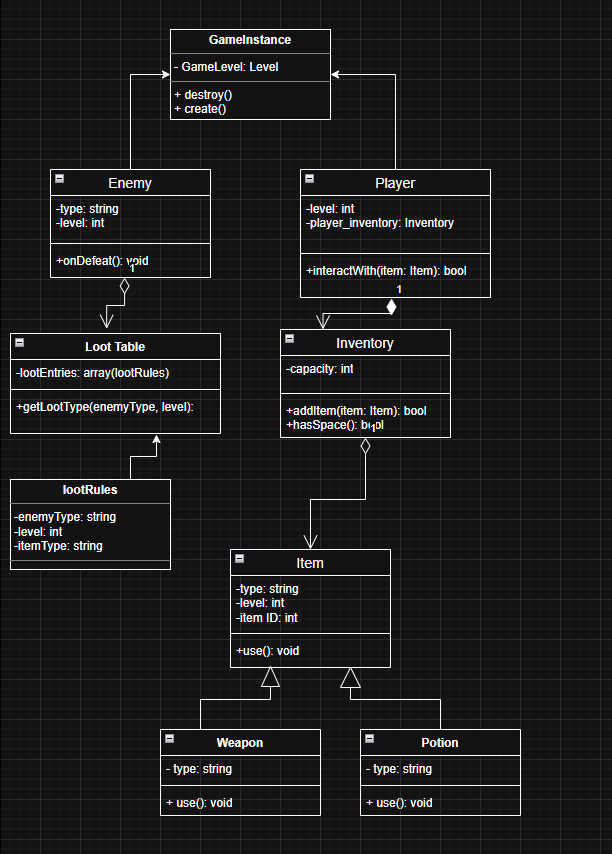 GameInstance
- GameLevel: Level
+ destroy()
+ create()
Enemy
-type: string
-level: int
+onDefeat(): void
1
Player
-level: int
-player_inventory: Inventory
+interactWith(item: Item): bool
1
Loot Table
-lootEntries: array(lootRules)
+getLootType(enemyType, level):
Inventory
-capacity: int
+addItem(item: Item): bool
+hasSpace(): bool
1
lootRules
-enemyType: string
-level: int
-itemType: string
Item
-type: string
-level: int
-item ID: int
+use(): void
Weapon
- type: string
+ use(): void
Potion
- type: string
+ use(): void